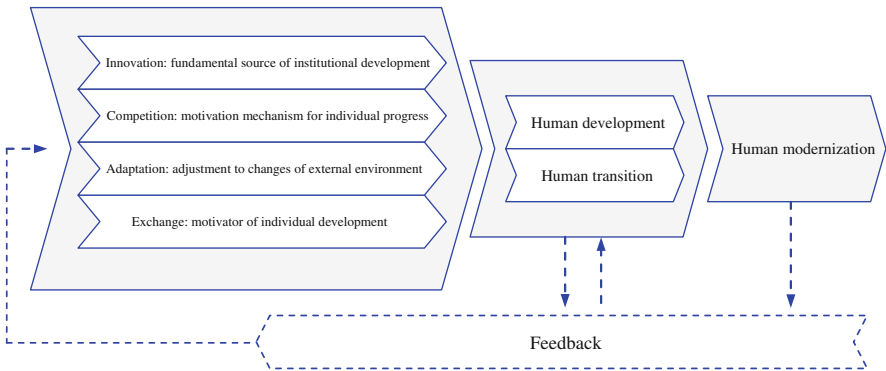 Innovation: fundamental source of institutional development
Competition: motivation mechanism for individual progress
Adaptation: adjustment to changes of external environment
Exchange: motivator of individual development
Human development
Human transition
Human modernization
Feedback